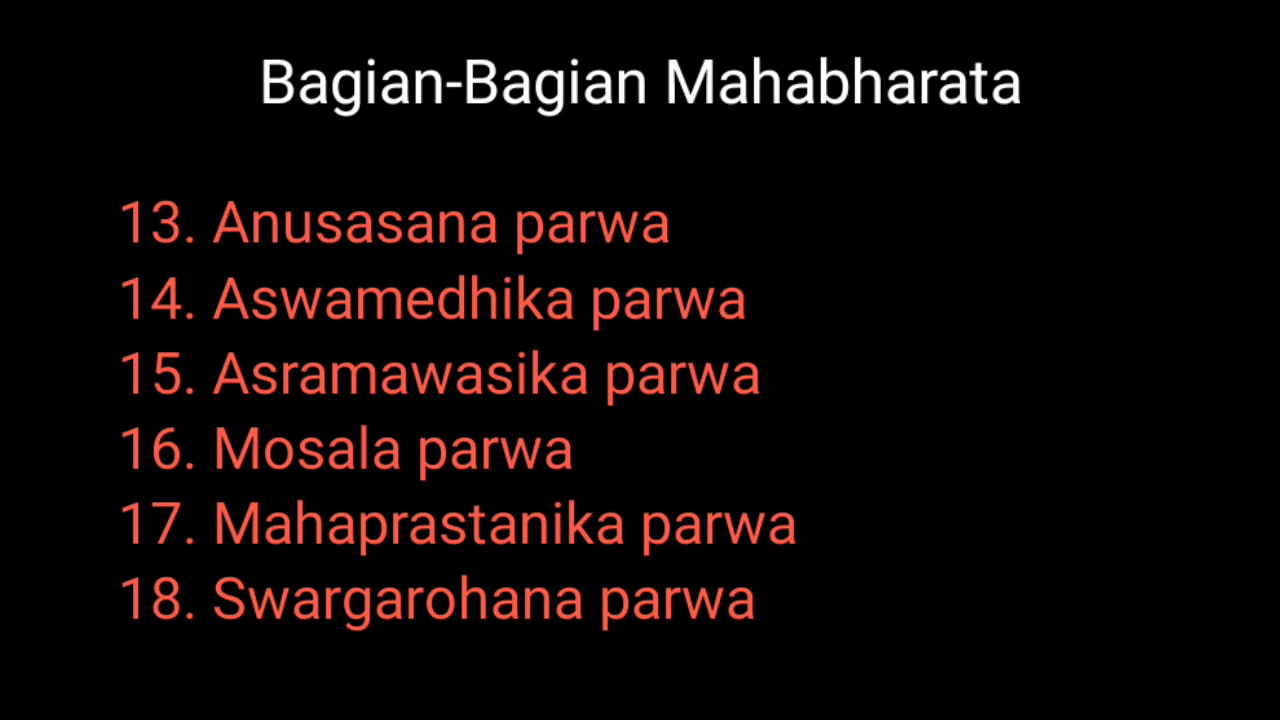 Bagian-Bagian Mahabharata
13. Anusasana parwa
14. Aswamedhika parwa
15. Asramawasika parwa
16. Mosala parwa
17. Mahaprastanika parwa
18. Swargarohana parwa